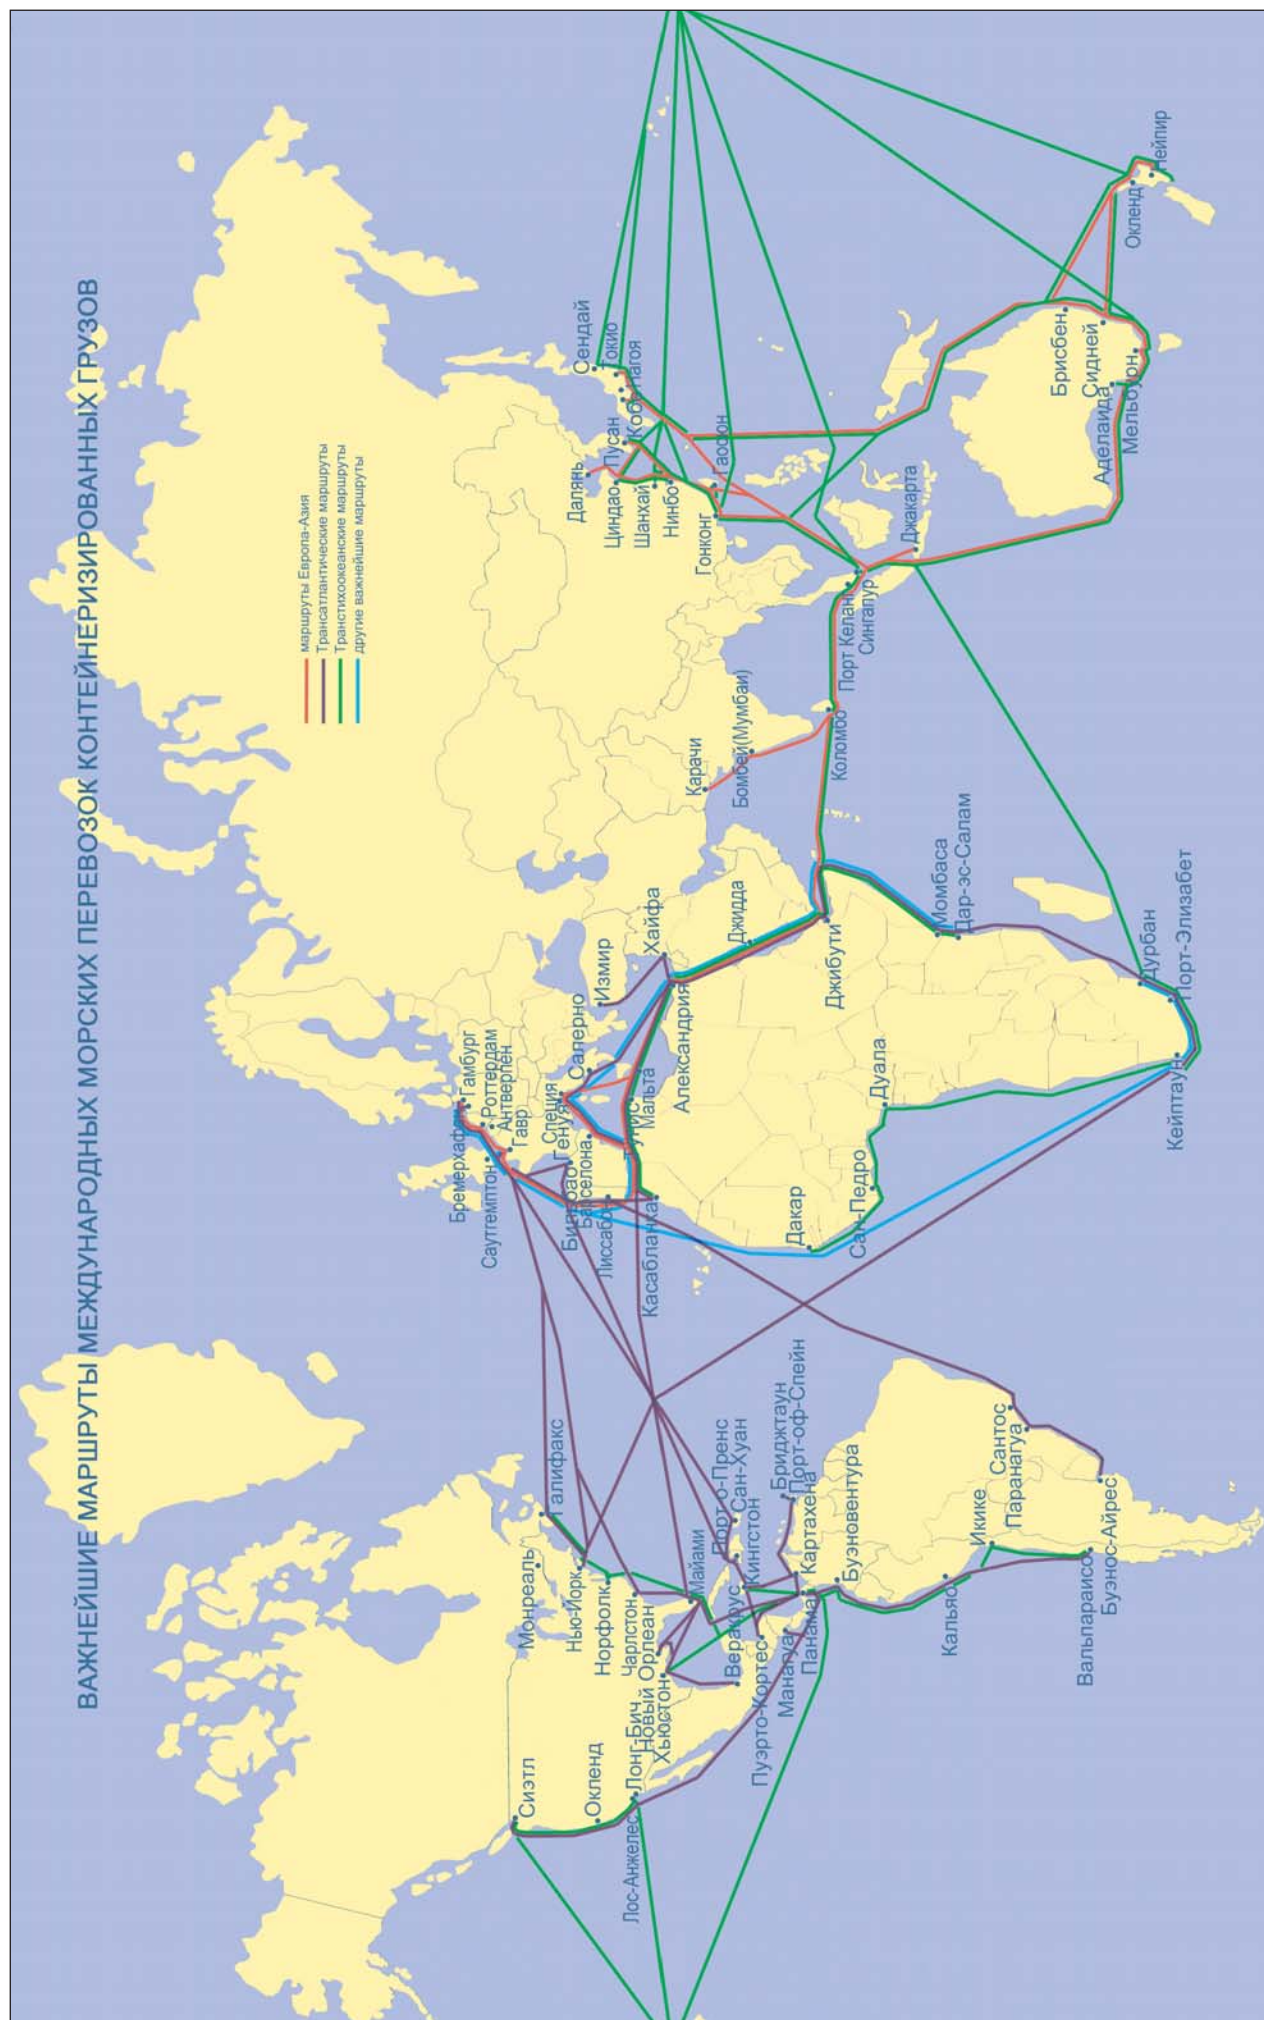 ВАЖНЕЙШИЕ МАРШРУТЫ МЕЖДУНАРОДНЫХ МОРСКИХ ПЕРЕВОЗОК КОНТЕЙНЕРИЗИРОВАННЫХ ГРУЗОВ
маршруты Европа-Азия
Трансатлантические маршруты
Транстихоокеанские маршруты
другие важнейшие маршруты
Сиэтл
Окленд
Лос-Анжелес
Лонг-Бич
Монреаль
Галифакс
Нью-Йорк
Норфолк
Чарлстон
Новый Орлеан
Хьюстон
Майами
Веракрус
Порт-о-Пренс
Сан-Хуан
Кингстон
Пуэрто-Кортес
Манагуа
Панама
Картахена
Бриджтаун
Порт-оф-Спейн
Буэновентура
Кальяо
Икике
Вальпараисо
Сантос
Паранагуа
Буэнос-Айрес
Бремерхафен
Гамбург
Роттердам
Антверпен
Гавр
Саутгемптон
Бильбао
Барселона
Лиссабон
Касабланка
Специя
Генуя
Салерно
Тунис
Мальта
Измир
Хайфа
Александрия
Джидда
Джибути
Момбаса
Дар-эс-Салам
Дакар
Сан-Педро
Дуала
Кейптаун
Порт-Элизабет
Дурбан
Карачи
Бомбей(Мумбаи)
Коломбо
Порт Келанг
Сингапур
Джакарта
Далянь
Циндао
Шанхай
Нинбо
Гонконг
Гаосюн
Пусан
Кобе
Нагоя
Токио
Сендай
Аделаида
Мельбурн
Сидней
Брисбен
Окленд
Нейпир